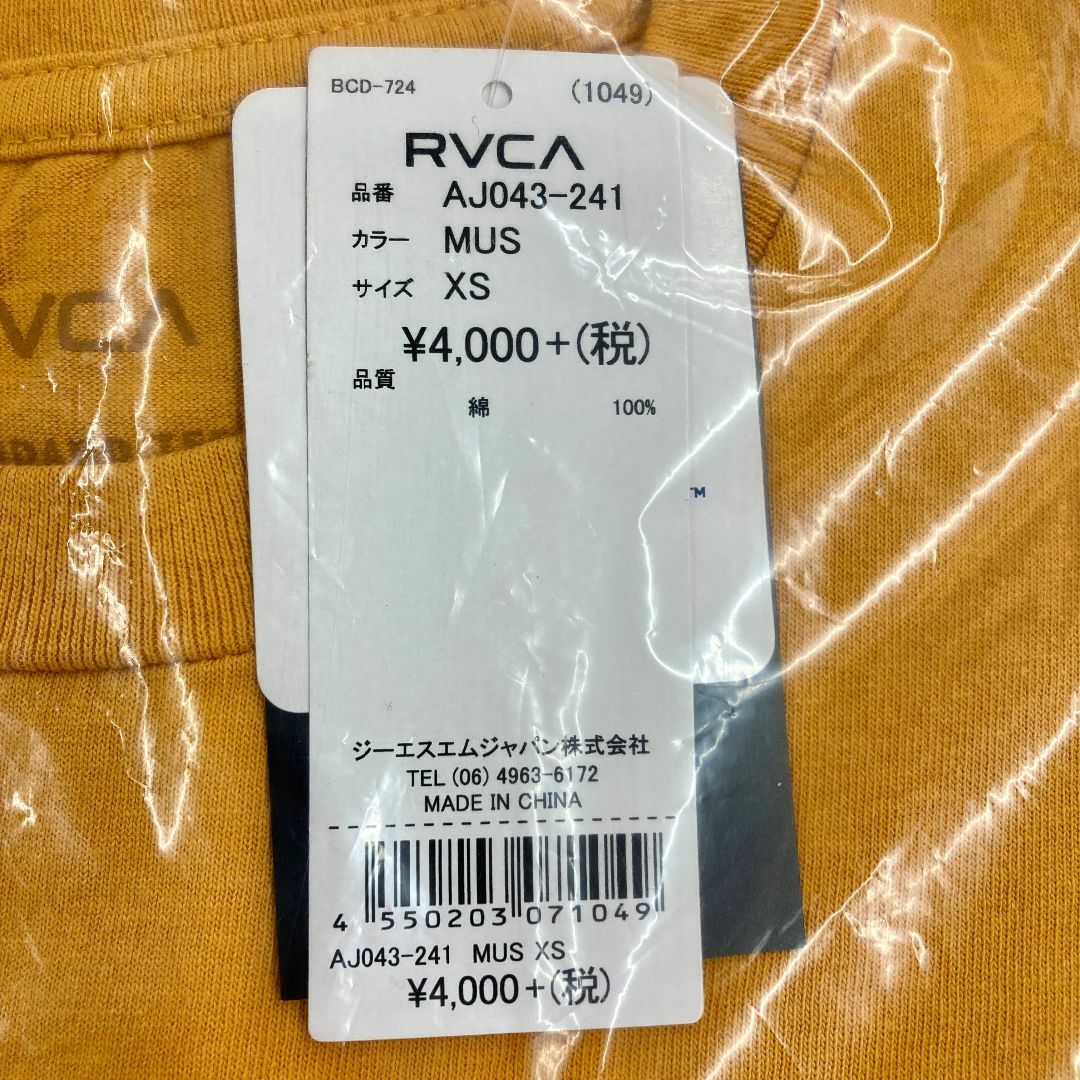 BCD-724 (1049)
RVCA
品番 AJ043-241
カラー MUS
サイズ XS
¥4,000+(税)
品質
綿 100%
TM
ジーエスエムジャパン株式会社
TEL (06) 4963-6172
MADE IN CHINA
4 550203 071049
AJ043-241 MUS XS
¥4,000+(税)
VCA